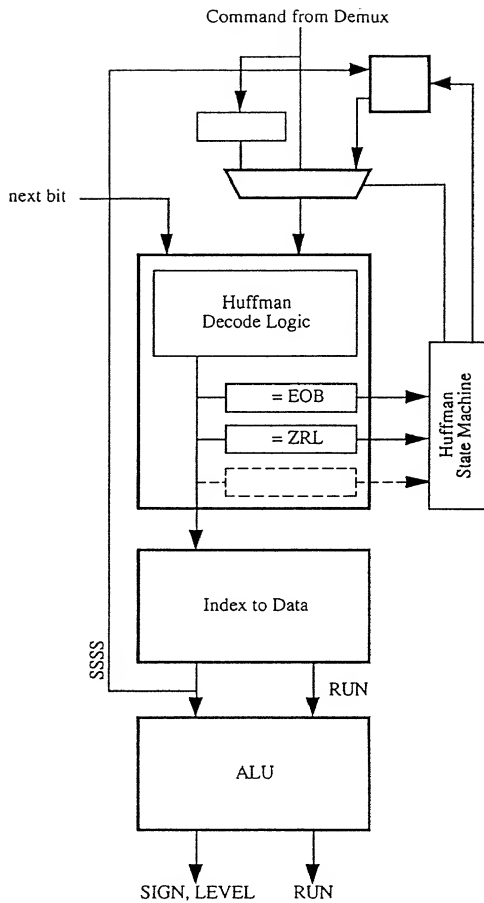 Command from Demux
next bit
Huffman
Decode Logic
= EOB
= ZRL
Huffman
State Machine
Index to Data
SSSS
RUN
ALU
SIGN, LEVEL
RUN